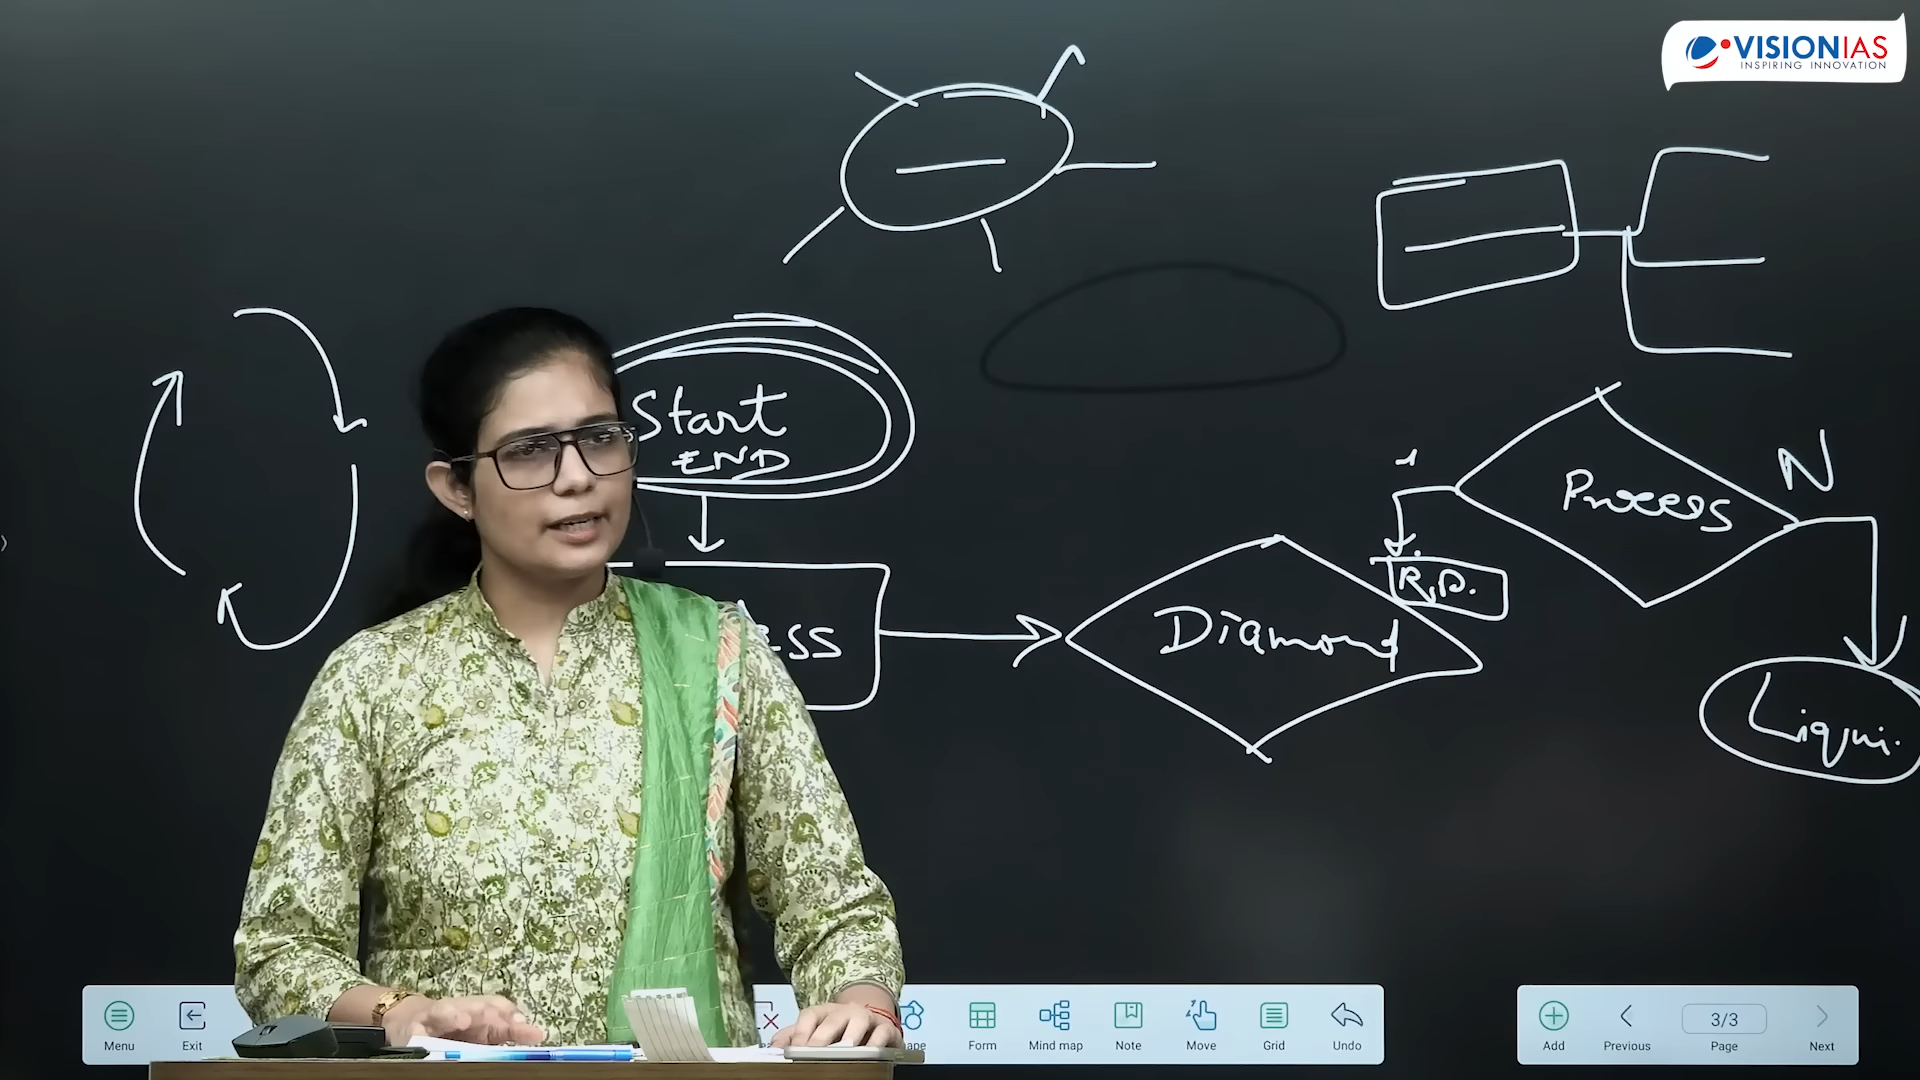 VISIONIAS
INSPIRING INNOVATION
Start
END
Process
N
R.D.
Diamond
ESS
Liqui.
Menu
Exit
Form
Mind map
Note
Move
Grid
Undo
Add
Previous
3/3
Page
Next